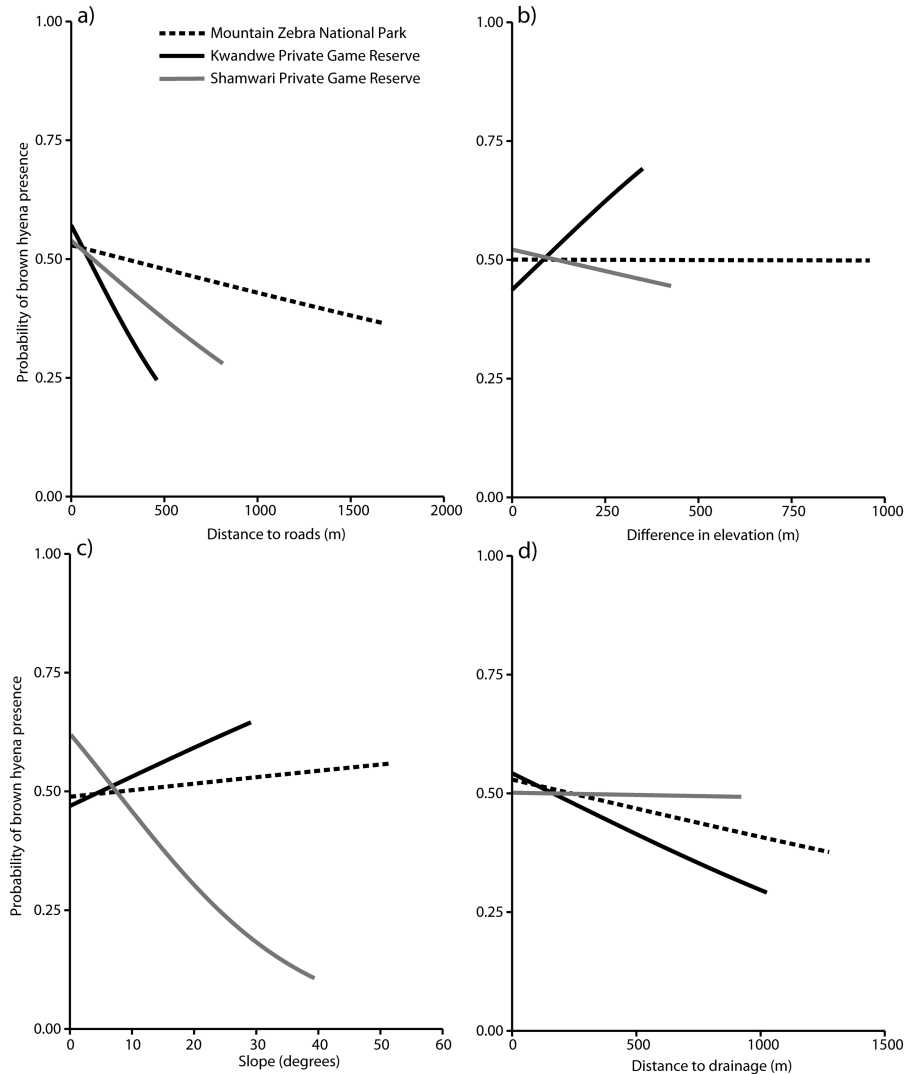 a)
Mountain Zebra National Park
Kwandwe Private Game Reserve
Shamwari Private Game Reserve
1.00
0.75
0.50
0.25
0.00
Probability of brown hyena presence
0 500 1000 1500 2000
Distance to roads (m)
b)
1.00
0.75
0.50
0.25
0.00
0 250 500 750 1000
Difference in elevation (m)
c)
1.00
0.75
0.50
0.25
0.00
Probability of brown hyena presence
0 10 20 30 40 50 60
Slope (degrees)
d)
1.00
0.75
0.50
0.25
0.00
0 500 1000 1500
Distance to drainage (m)